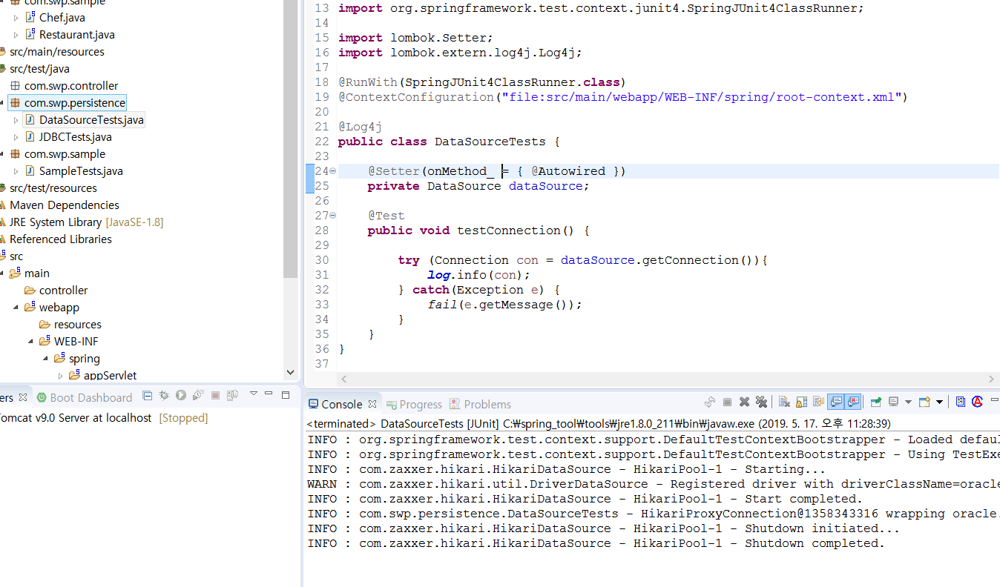 com.swp.sample
Chef.java
Restaurant.java
src/main/resources
src/test/java
com.swp.controller
com.swp.persistence
DataSourceTests.java
JDBCTests.java
com.swp.sample
SampleTests.java
src/test/resources
Maven Dependencies
JRE System Library [JavaSE-1.8]
Referenced Libraries
src
main
controller
webapp
resources
WEB-INF
spring
appServlet
13 import org.springframework.test.context.junit4.SpringJUnit4ClassRunner;
14
15 import lombok.Setter;
16 import lombok.extern.log4j.Log4j;
17
18 @RunWith(SpringJUnit4ClassRunner.class)
19 @ContextConfiguration("file:src/main/webapp/WEB-INF/spring/root-context.xml")
20
21 @Log4j
22 public class DataSourceTests {
23
24 @Setter(onMethod_ = { @Autowired })
25 private DataSource dataSource;
26
27 @Test
28 public void testConnection() {
29
30 try (Connection con = dataSource.getConnection()){
31 log.info(con);
32 } catch(Exception e) {
33 fail(e.getMessage());
34 }
35 }
36 }
37
ers Boot Dashboard
Tomcat v9.0 Server at localhost [Stopped]
Console Progress Problems
<terminated> DataSourceTests [JUnit] C:₩spring_tool₩tools₩jre1.8.0_211₩bin₩javaw.exe (2019. 5. 17. 오후 11:28:39)
INFO : org.springframework.test.context.support.DefaultTestContextBootstrapper - Loaded defaul
INFO : org.springframework.test.context.support.DefaultTestContextBootstrapper - Using TestExe
INFO : com.zaxxer.hikari.HikariDataSource - HikariPool-1 - Starting...
WARN : com.zaxxer.hikari.util.DriverDataSource - Registered driver with driverClassName=oracle
INFO : com.zaxxer.hikari.HikariDataSource - HikariPool-1 - Start completed.
INFO : com.swp.persistence.DataSourceTests - HikariProxyConnection@1358343316 wrapping oracle.
INFO : com.zaxxer.hikari.HikariDataSource - HikariPool-1 - Shutdown initiated...
INFO : com.zaxxer.hikari.HikariDataSource - HikariPool-1 - Shutdown completed.